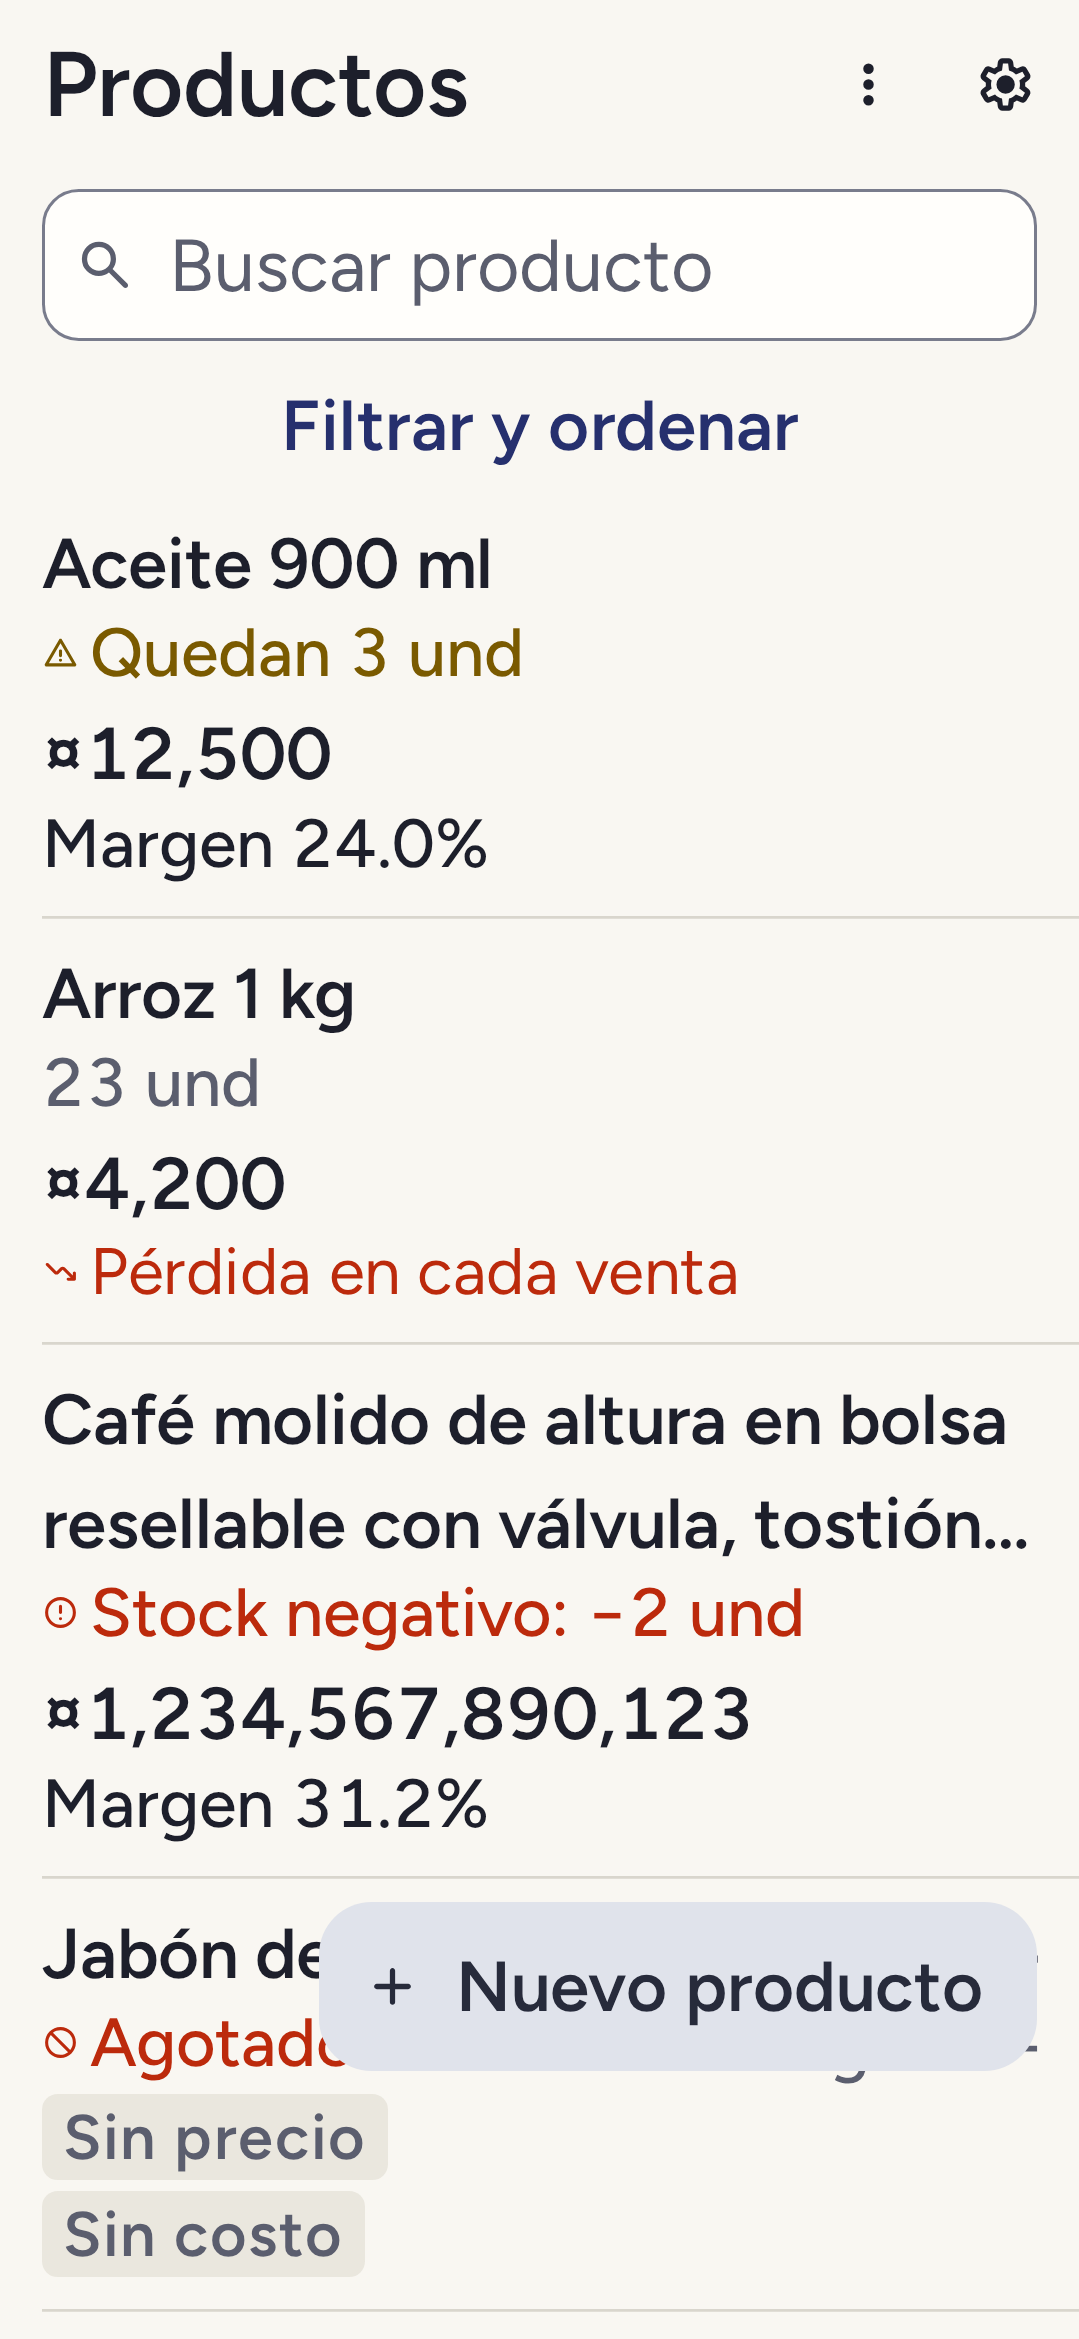 Productos
Buscar producto
Filtrar y ordenar
Aceite 900 ml
Quedan 3 und
¤12,500
Margen 24.0%
Arroz 1 kg
23 und
¤4,200
Pérdida en cada venta
Café molido de altura en bolsa
resellable con válvula, tostión...
Stock negativo: −2 und
¤1,234,567,890,123
Margen 31.2%
Jabón de
Nuevo producto
Agotado
Sin precio
Sin costo